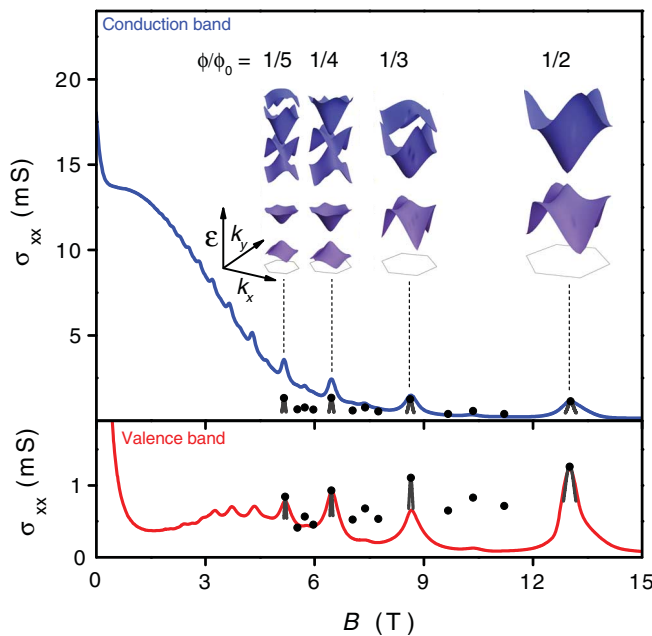 Conduction band
ϕ/ϕ₀ = 1/5 1/4 1/3 1/2
20
15
10
5
σxx (mS)
ε
ky
kx
Valence band
1
0
σxx (mS)
0 3 6 9 12 15
B (T)